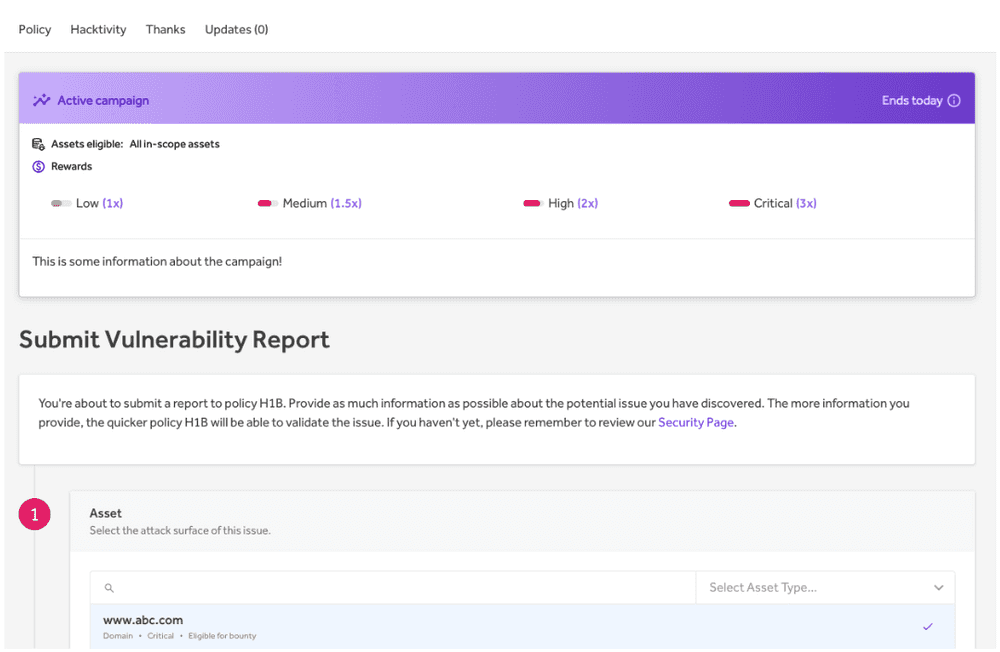 Policy Hacktivity Thanks Updates (0)
Active campaign Ends today
Assets eligible: All in-scope assets
Rewards
Low (1x) Medium (1.5x) High (2x) Critical (3x)
This is some information about the campaign!
Submit Vulnerability Report
You're about to submit a report to policy H1B. Provide as much information as possible about the potential issue you have discovered. The more information you
provide, the quicker policy H1B will be able to validate the issue. If you haven't yet, please remember to review our Security Page.
1
Asset
Select the attack surface of this issue.
Select Asset Type...
www.abc.com
Domain • Critical • Eligible for bounty